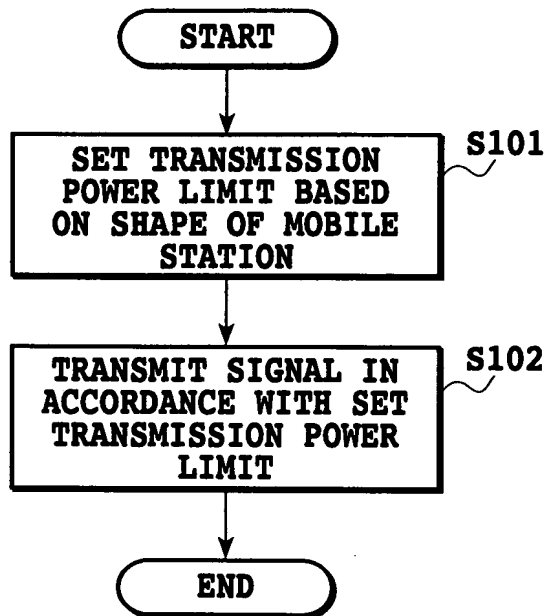 START
S101
SET TRANSMISSION
POWER LIMIT BASED
ON SHAPE OF MOBILE
STATION
S102
TRANSMIT SIGNAL IN
ACCORDANCE WITH SET
TRANSMISSION POWER
LIMIT
END